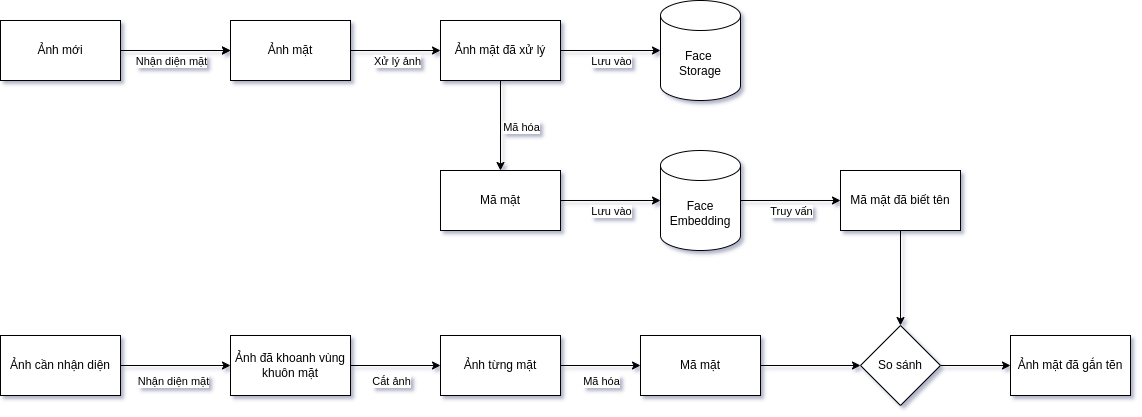 Ảnh mới
Nhận diện mặt
Ảnh mặt
Xử lý ảnh
Ảnh mặt đã xử lý
Lưu vào
Face
Storage
Mã hóa
Mã mặt
Lưu vào
Face
Embedding
Truy vấn
Mã mặt đã biết tên
Ảnh cần nhận diện
Nhận diện mặt
Ảnh đã khoanh vùng
khuôn mặt
Cắt ảnh
Ảnh từng mặt
Mã hóa
Mã mặt
So sánh
Ảnh mặt đã gắn tên